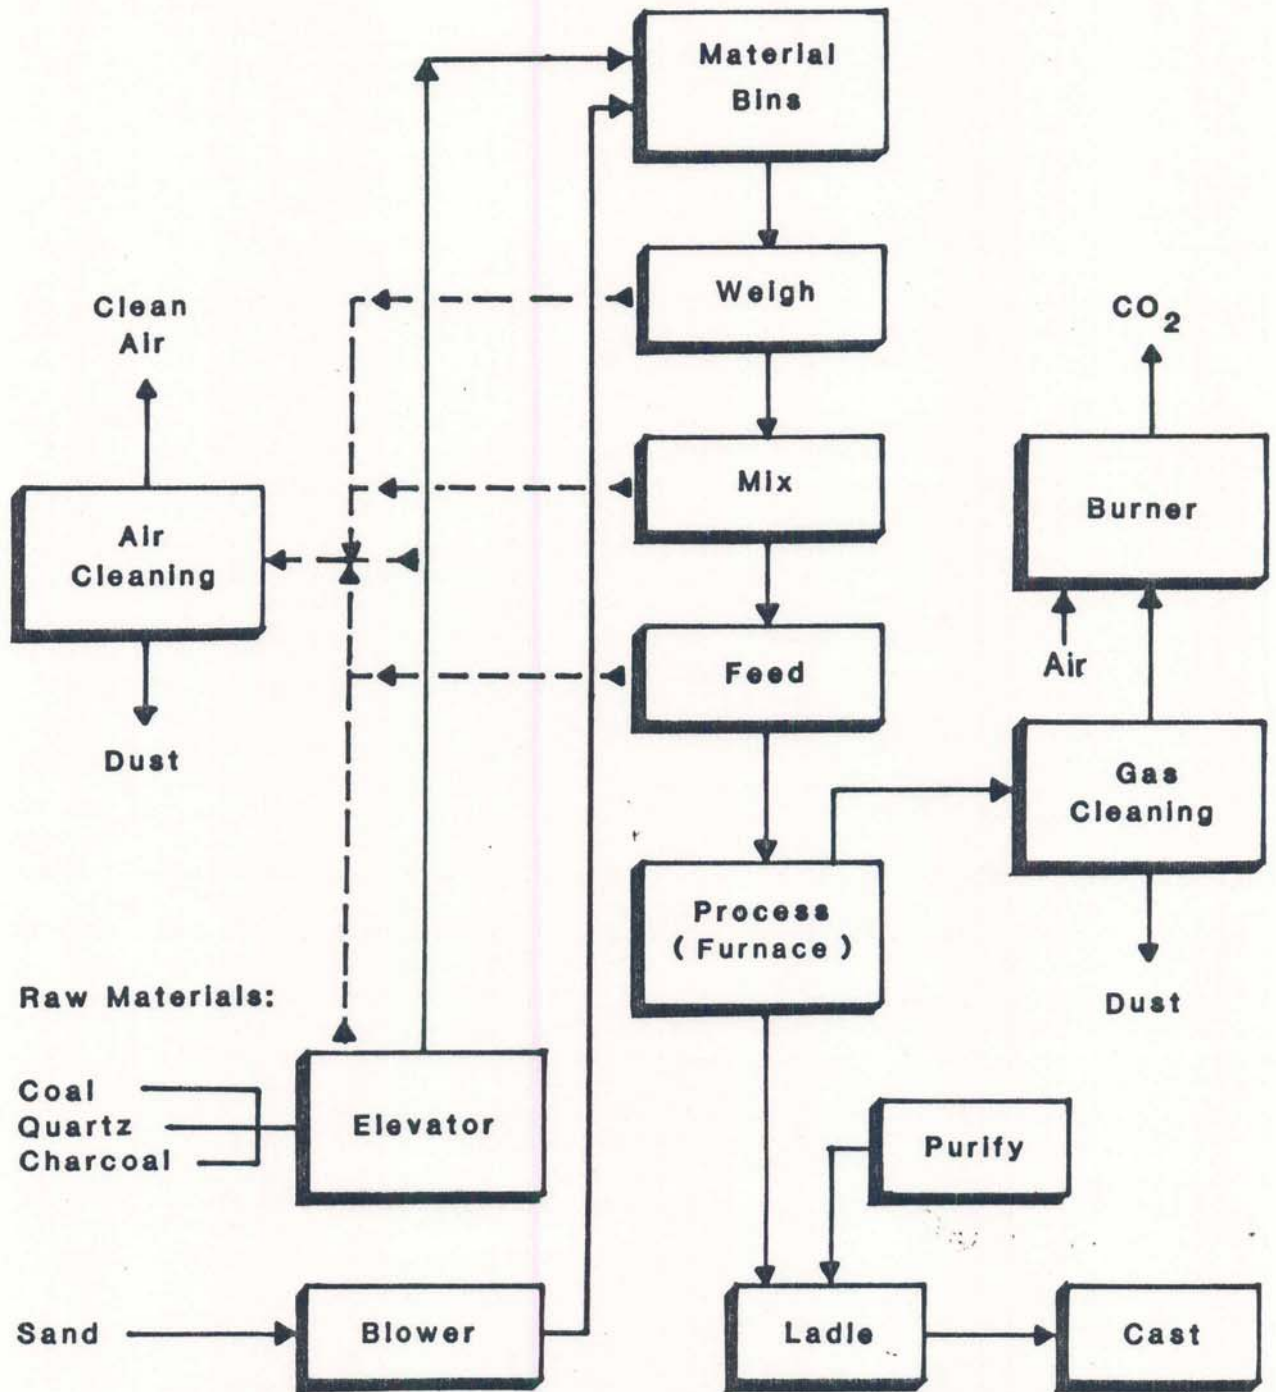 Material
Bins
Weigh
Clean
Air
CO₂
Mix
Burner
Air
Cleaning
Feed
Air
Dust
Gas
Cleaning
Process
(Furnace)
Raw Materials:
Dust
Coal
Quartz
Charcoal
Elevator
Purify
Sand
Blower
Ladle
Cast